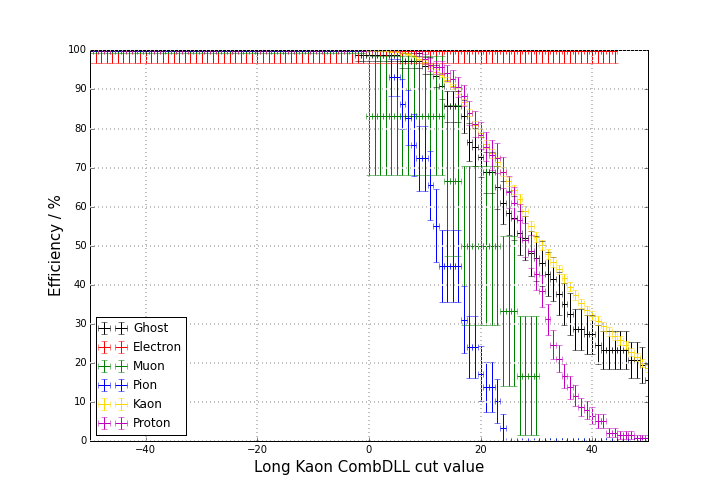 100
90
80
70
60
50
40
30
20
10
0
Efficiency / %
Ghost
Electron
Muon
Pion
Kaon
Proton
−40 −20 0 20 40
Long Kaon CombDLL cut value